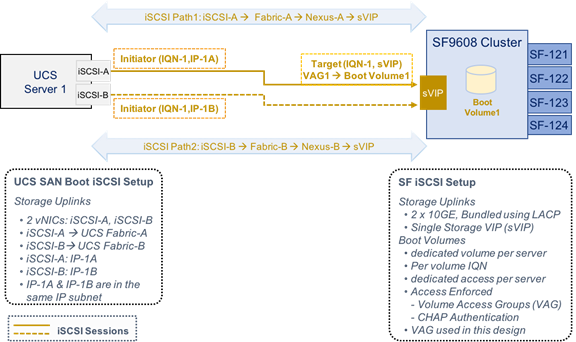 iSCSI Path1: iSCSI-A → Fabric-A → Nexus-A → sVIP
SF9608 Cluster
SF-121
SF-122
SF-123
SF-124
Initiator (IQN-1,IP-1A)
Target (IQN-1, sVIP)
VAG1 → Boot Volume1
UCS
Server 1
iSCSI-A
iSCSI-B
sVIP
Boot
Volume1
Initiator (IQN-1,IP-1B)
iSCSI Path2: iSCSI-B → Fabric-B → Nexus-B → sVIP
UCS SAN Boot iSCSI Setup
Storage Uplinks
• 2 vNICs: iSCSI-A, iSCSI-B
• iSCSI-A → UCS Fabric-A
• iSCSI-B → UCS Fabric-B
• iSCSI-A: IP-1A
• iSCSI-B: IP-1B
• IP-1A & IP-1B are in the
same IP subnet
iSCSI Sessions
SF iSCSI Setup
Storage Uplinks
• 2 x 10GE, Bundled using LACP
• Single Storage VIP (sVIP)
Boot Volumes
• dedicated volume per server
• Per volume IQN
• dedicated access per server
• Access Enforced
- Volume Access Groups (VAG)
- CHAP Authentication
• VAG used in this design